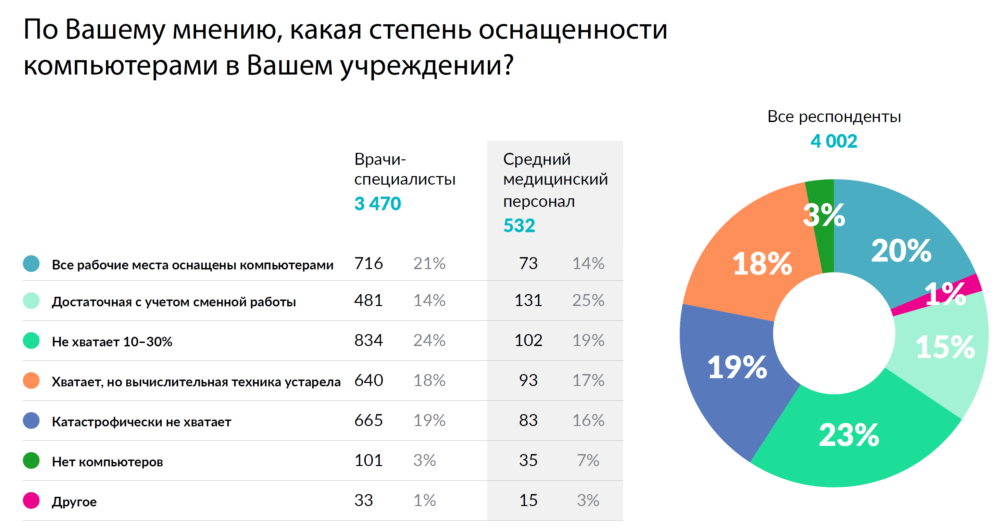 По Вашему мнению, какая степень оснащенности
компьютерами в Вашем учреждении?
Все респонденты
4 002
Врачи-
специалисты
3 470
Средний
медицинский
персонал
532
Все рабочие места оснащены компьютерами 716 21% 73 14%
Достаточная с учетом сменной работы 481 14% 131 25%
Не хватает 10–30% 834 24% 102 19%
Хватает, но вычислительная техника устарела 640 18% 93 17%
Катастрофически не хватает 665 19% 83 16%
Нет компьютеров 101 3% 35 7%
Другое 33 1% 15 3%
3%
20%
18%
1%
15%
19%
23%